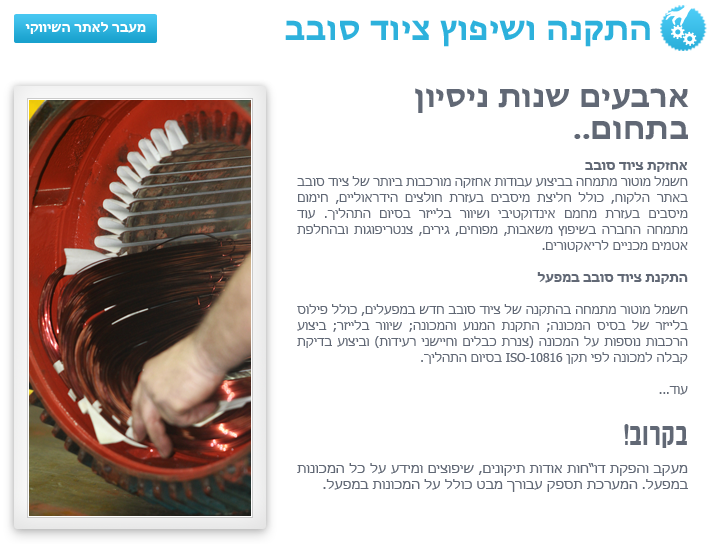 התקנה ושיפוץ ציוד סובב
מעבר לאתר השיווקי
ארבעים שנות ניסיון
בתחום..
אחזקת ציוד סובב
חשמל מוטור מתמחה בביצוע עבודות אחזקה מורכבות ביותר של ציוד סובב
באתר הלקוח, כולל חליצת מיסבים בעזרת חולצים הידראוליים, חימום
מיסבים בעזרת מחמם אינדוקטיבי ושיוור בלייזר בסיום התהליך. עוד
מתמחה החברה בשיפוץ משאבות, מפוחים, גירים, צנטריפוגות ובהחלפת
אטמים מכניים לריאקטורים.
התקנת ציוד סובב במפעל
חשמל מוטור מתמחה בהתקנה של ציוד סובב חדש במפעלים, כולל פילוס
בלייזר של בסיס המכונה; התקנת המנוע והמכונה; שיוור בלייזר; ביצוע
הרכבות נוספות על המכונה (צנרת כבלים וחיישני רעידות) וביצוע בדיקת
קבלה למכונה לפי תקן ISO-10816 בסיום התהליך.
עוד...
בקרוב!
מעקב והפקת דו"חות אודות תיקונים, שיפוצים ומידע על כל המכונות
במפעל. המערכת תספק עבורך מבט כולל על המכונות במפעל.